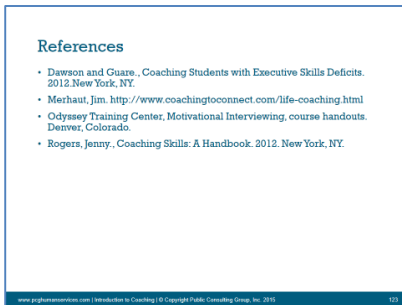 References
• Dawson and Guare., Coaching Students with Executive Skills Deficits.
2012.New York, NY.
• Merhaut, Jim. http://www.coachingtoconnect.com/life-coaching.html
• Odyssey Training Center, Motivational Interviewing, course handouts.
Denver, Colorado.
• Rogers, Jenny., Coaching Skills: A Handbook. 2012. New York, NY.
www.pcghumanservices.com | Introduction to Coaching | © Copyright Public Consulting Group, Inc. 2015
123